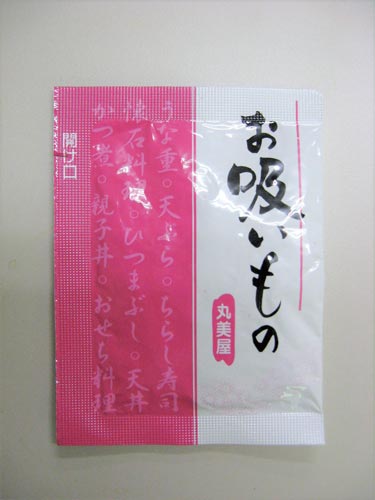 お吸いもの
丸美屋
うな重。天ぷら。ちらし寿司
懐石料理。ひつまぶし。天丼
かつ煮。親子丼。おせち料理
開け口